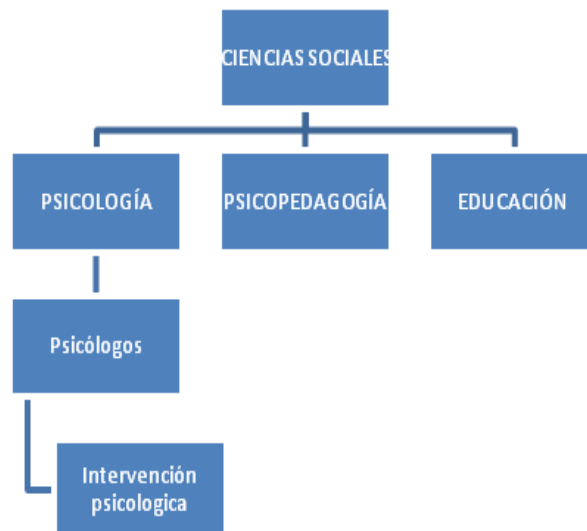 CIENCIAS SOCIALES
PSICOLOGÍA
PSICOPEDAGOGÍA
EDUCACIÓN
Psicólogos
Intervención
psicologica